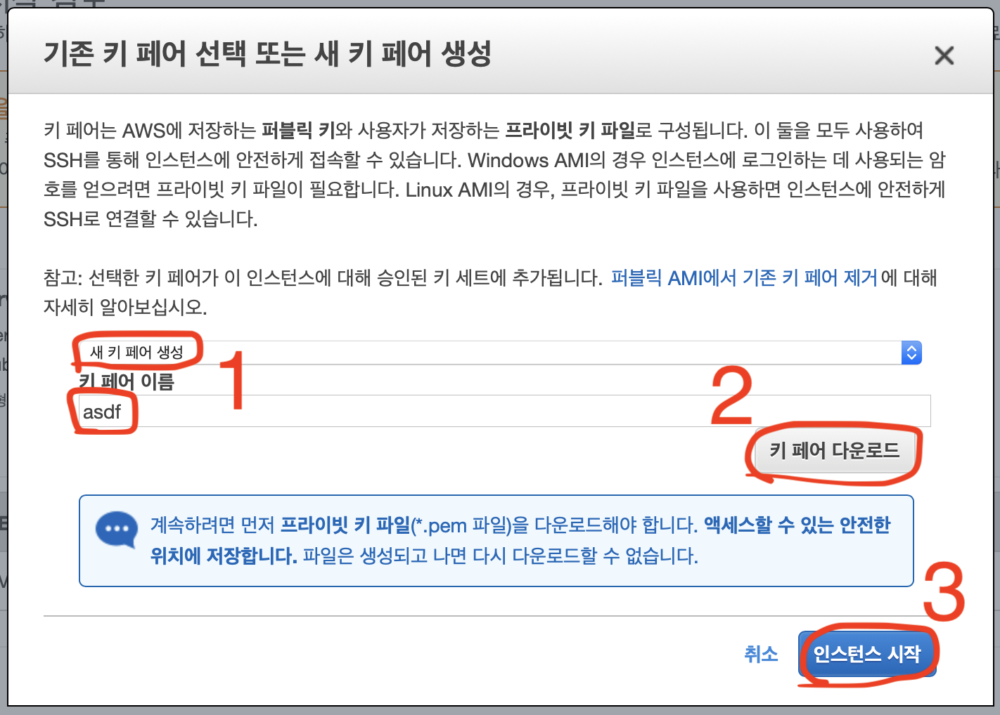 기존 키 페어 선택 또는 새 키 페어 생성
키 페어는 AWS에 저장하는 퍼블릭 키와 사용자가 저장하는 프라이빗 키 파일로 구성됩니다. 이 둘을 모두 사용하여
SSH를 통해 인스턴스에 안전하게 접속할 수 있습니다. Windows AMI의 경우 인스턴스에 로그인하는 데 사용되는 암
호를 얻으려면 프라이빗 키 파일이 필요합니다. Linux AMI의 경우, 프라이빗 키 파일을 사용하면 인스턴스에 안전하게
SSH로 연결할 수 있습니다.
참고: 선택한 키 페어가 이 인스턴스에 대해 승인된 키 세트에 추가됩니다. 퍼블릭 AMI에서 기존 키 페어 제거에 대해
자세히 알아보십시오.
새 키 페어 생성
1
키 페어 이름
asdf
2
키 페어 다운로드
계속하려면 먼저 프라이빗 키 파일(*.pem 파일)을 다운로드해야 합니다. 액세스할 수 있는 안전한
위치에 저장합니다. 파일은 생성되고 나면 다시 다운로드할 수 없습니다.
3
취소
인스턴스 시작